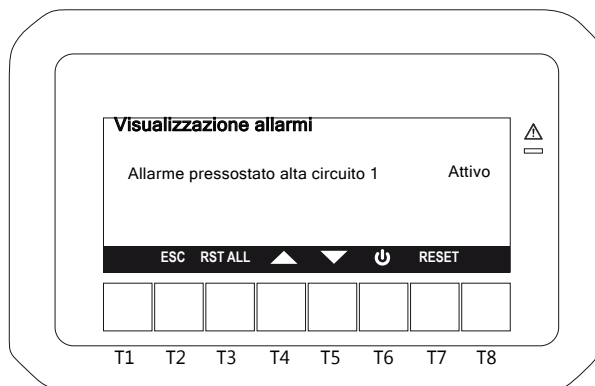 Visualizzazione allarmi
Allarme pressostato alta circuito 1 Attivo
ESC RST ALL RESET
T1 T2 T3 T4 T5 T6 T7 T8